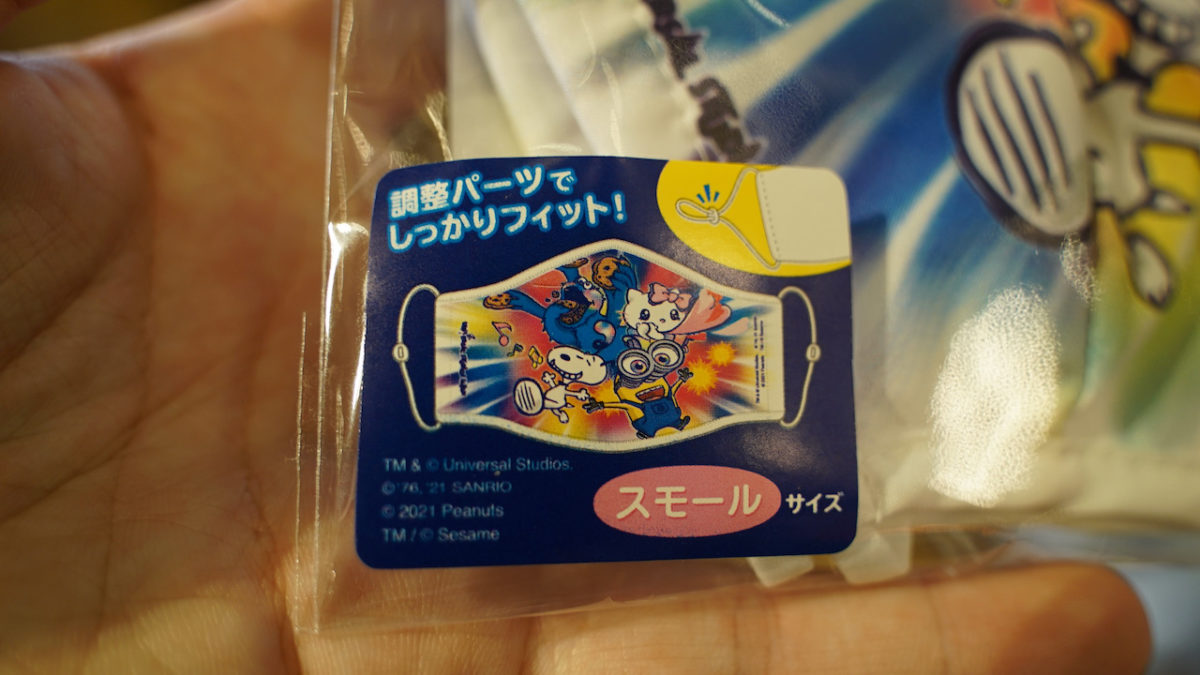 調整パーツで
しっかりフィット!
TM & © Universal Studios.
©'76, '21 SANRIO
© 2021 Peanuts
TM / © Sesame
スモール サイズ